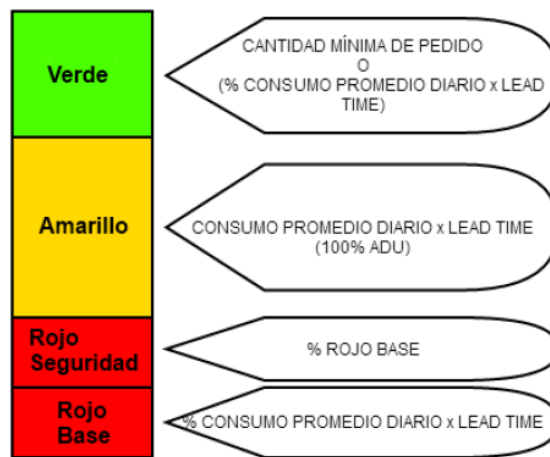 Verde
CANTIDAD MÍNIMA DE PEDIDO
O
(% CONSUMO PROMEDIO DIARIO x LEAD
TIME)
Amarillo
CONSUMO PROMEDIO DIARIO x LEAD TIME
(100% ADU)
Rojo
Seguridad
% ROJO BASE
Rojo
Base
% CONSUMO PROMEDIO DIARIO x LEAD TIME